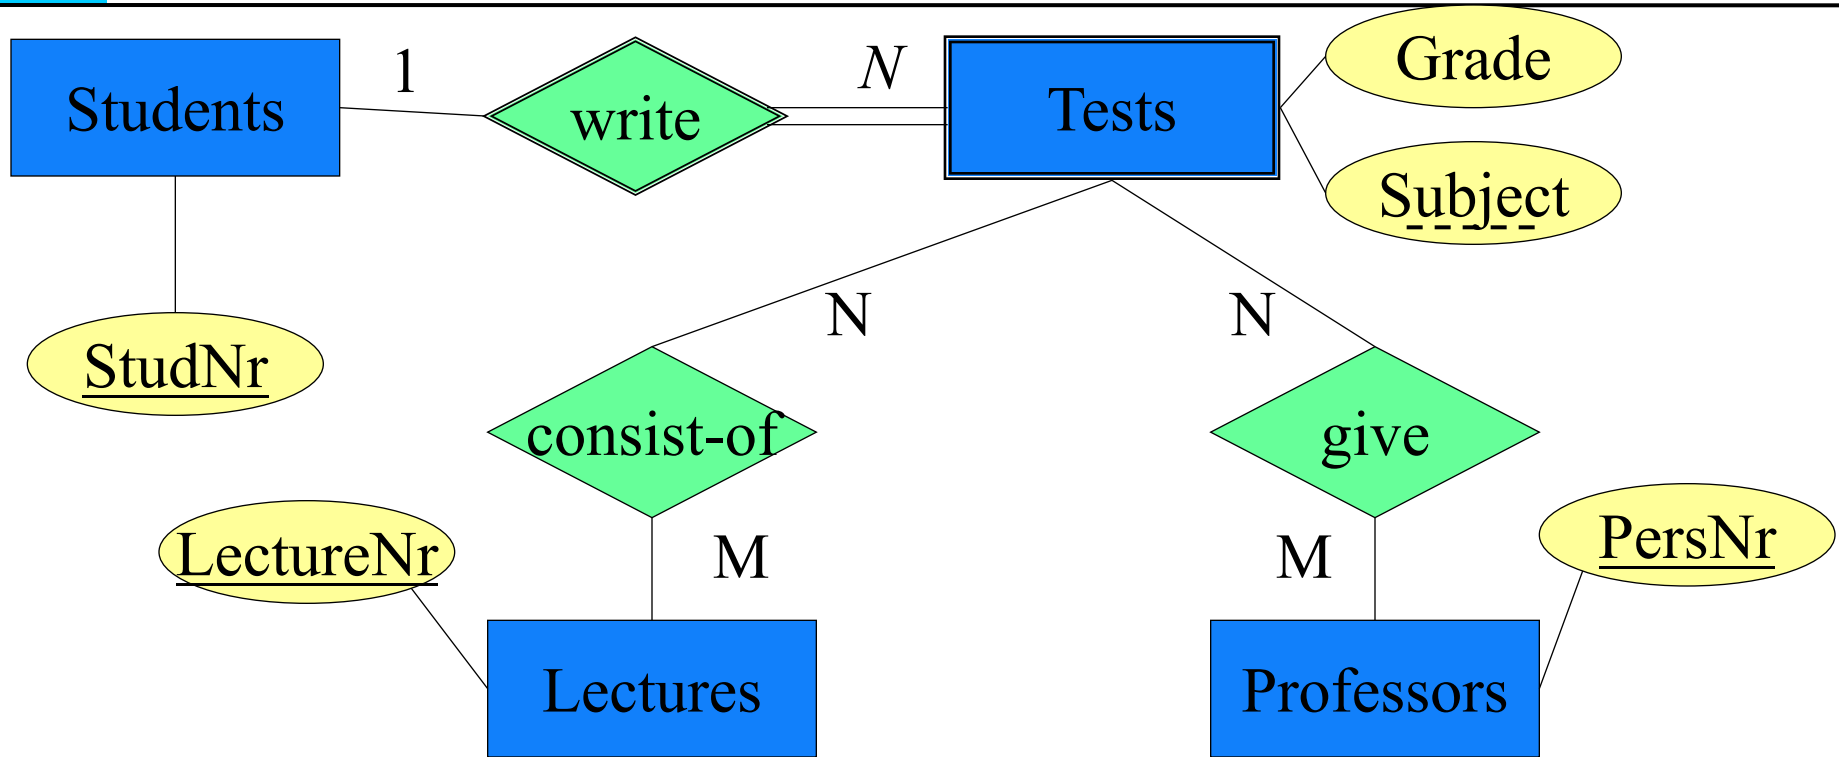 Students
1
write
N
Tests
Grade
Subject
StudNr
N
N
consist-of
give
LectureNr
M
M
PersNr
Lectures
Professors